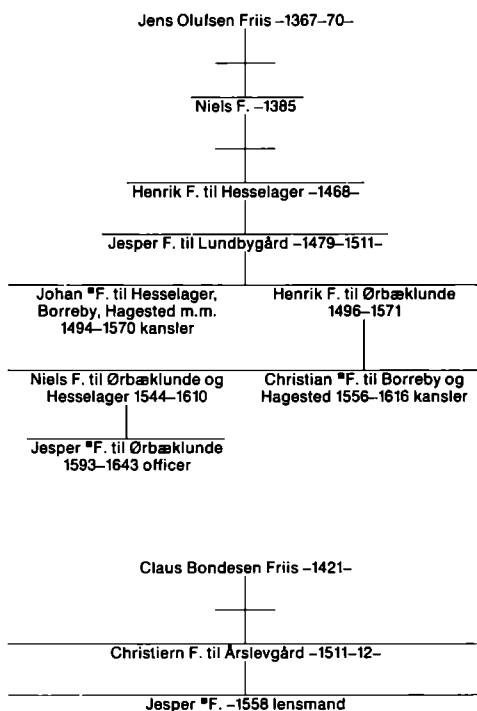 Jens Olufsen Friis –1367–70–
Niels F. –1385
Henrik F. til Hesselager –1468–
Jesper F. til Lundbygård –1479–1511–
Johan ■F. til Hesselager,
Borreby, Hagested m.m.
1494–1570 kansler
Henrik F. til Ørbæklunde
1496–1571
Niels F. til Ørbæklunde og
Hesselager 1544–1610
Christian ■F. til Borreby og
Hagested 1556–1616 kansler
Jesper ■F. til Ørbæklunde
1593–1643 officer
Claus Bondesen Friis –1421–
Christiern F. til Årslevgård –1511–12–
Jesper ■F. –1558 lensmand